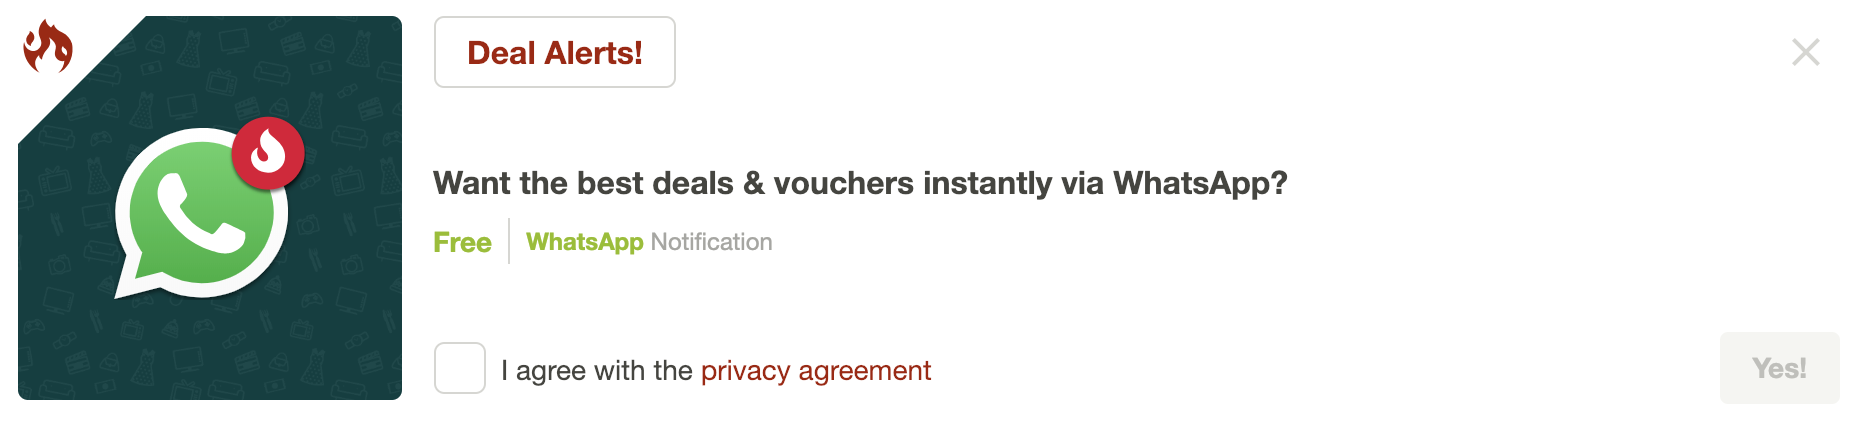 Deal Alerts!
Want the best deals & vouchers instantly via WhatsApp?
Free
WhatsApp Notification
I agree with the privacy agreement
Yes!